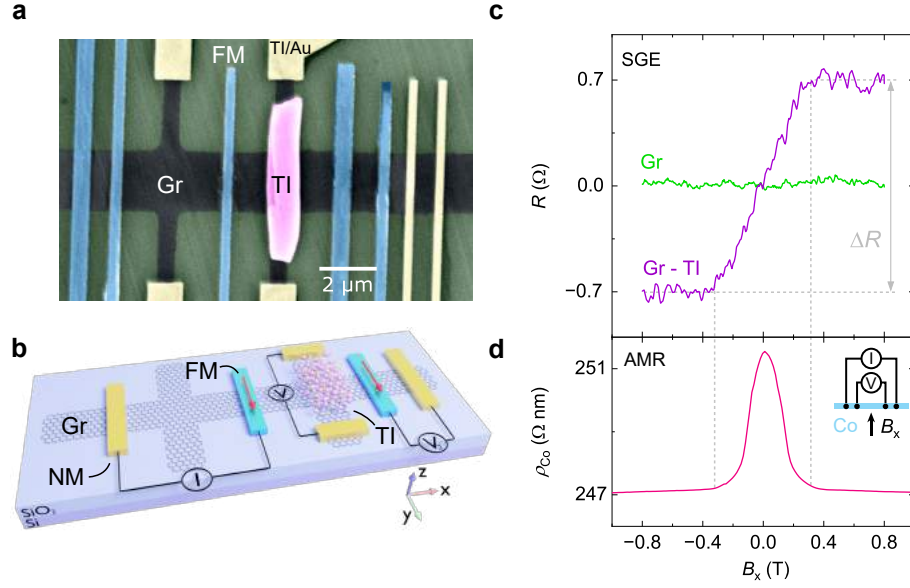 a
FM
TI/Au
Gr
TI
2 µm
b
FM
Gr
V
NM
I
TI
V
SiO₂
Si
z
x
y
c
SGE
0.7
Gr
0.0
R (Ω)
ΔR
Gr - TI
−0.7
d
AMR
251
I
V
Co
Bx
ρCo (Ω nm)
247
−0.8
−0.4
0.0
0.4
0.8
Bx (T)